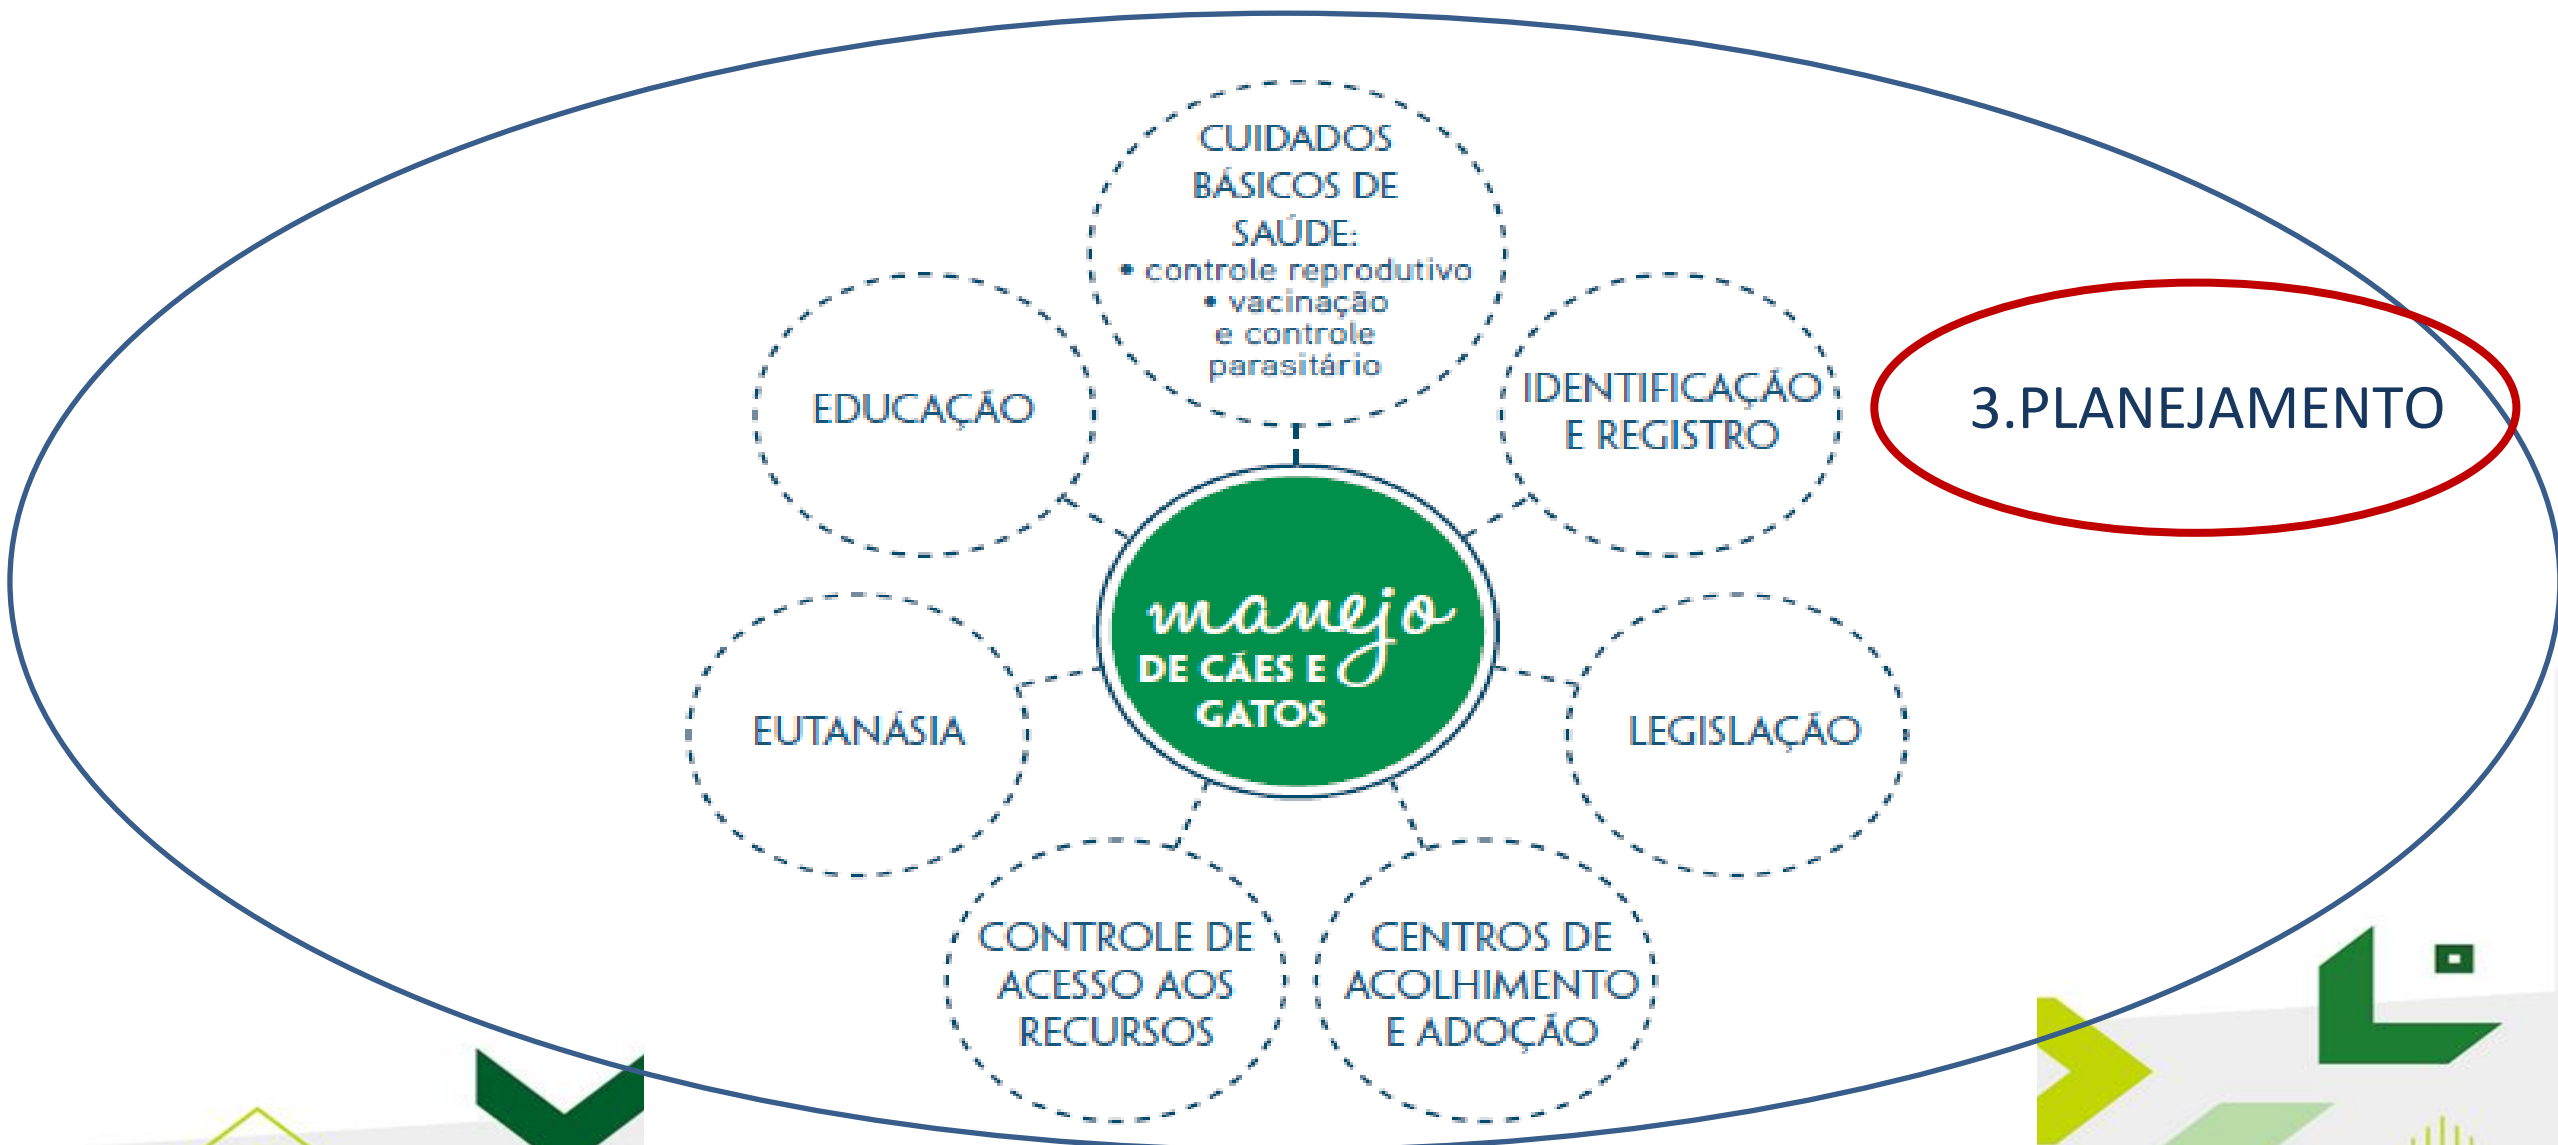 CUIDADOS
BÁSICOS DE
SAÚDE:
• controle reprodutivo
• vacinação
e controle
parasitário
EDUCAÇÃO
IDENTIFICAÇÃO
E REGISTRO
3.PLANEJAMENTO
manejo
DE CÃES E
GATOS
EUTANÁSIA
LEGISLAÇÃO
CONTROLE DE
ACESSO AOS
RECURSOS
CENTROS DE
ACOLHIMENTO
E ADOÇÃO